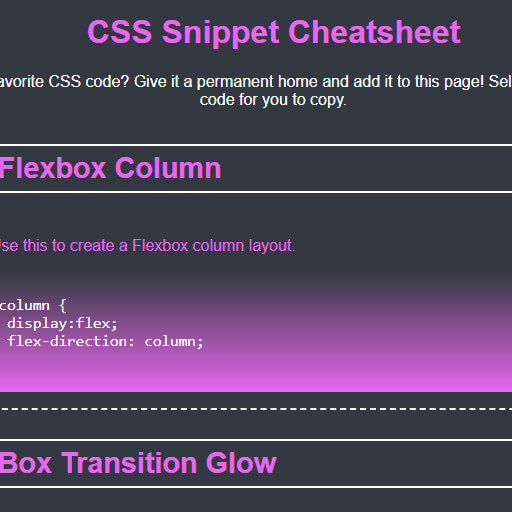 CSS Snippet Cheatsheet
avorite CSS code? Give it a permanent home and add it to this page! Sel
code for you to copy.
Flexbox Column
se this to create a Flexbox column layout.
column {
display:flex;
flex-direction: column;
Box Transition Glow